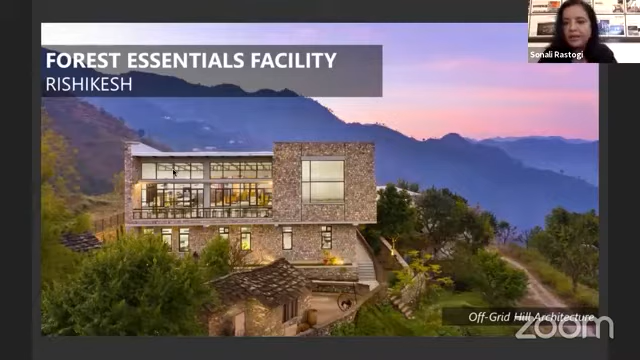 FOREST ESSENTIALS FACILITY
RISHIKESH
Sonali Rastogi
Off-Grid Hill Architecture
zoom